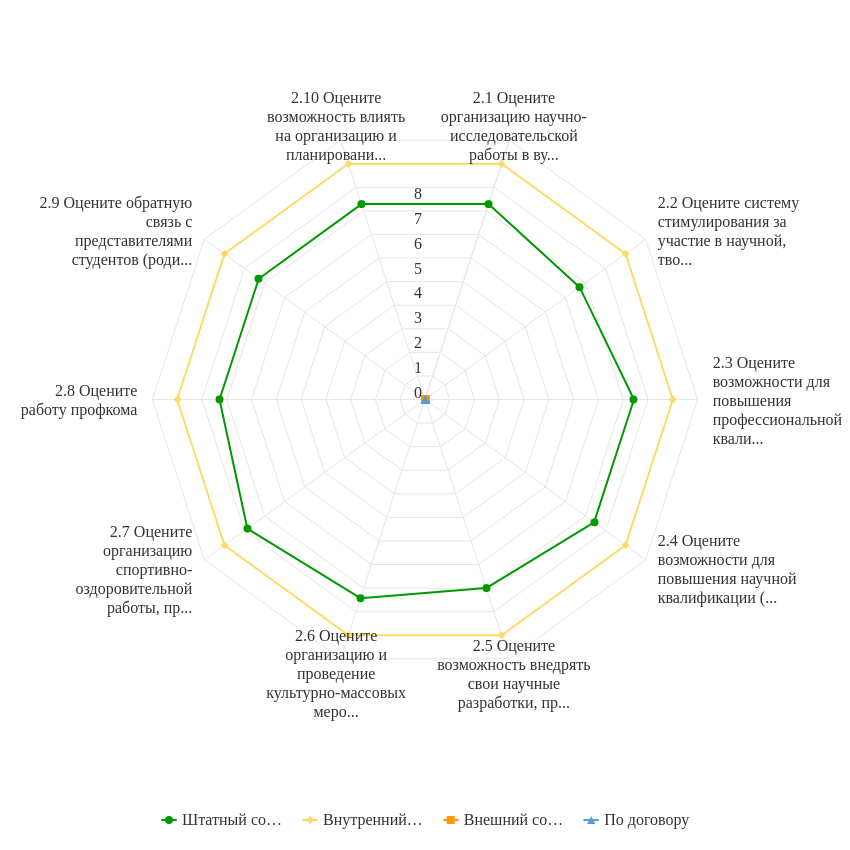 2.10 Оцените
возможность влиять
на организацию и
планировани...
2.1 Оцените
организацию научно-
исследовательской
работы в ву...
2.2 Оцените систему
стимулирования за
участие в научной,
тво...
2.3 Оцените
возможности для
повышения
профессиональной
квали...
2.4 Оцените
возможности для
повышения научной
квалификации (...
2.5 Оцените
возможность внедрять
свои научные
разработки, пр...
2.6 Оцените
организацию и
проведение
культурно-массовых
меро...
2.7 Оцените
организацию
спортивно-
оздоровительной
работы, пр...
2.8 Оцените
работу профкома
2.9 Оцените обратную
связь с
представителями
студентов (роди...
8
7
6
5
4
3
2
1
0
Штатный со…
Внутренний…
Внешний со…
По договору